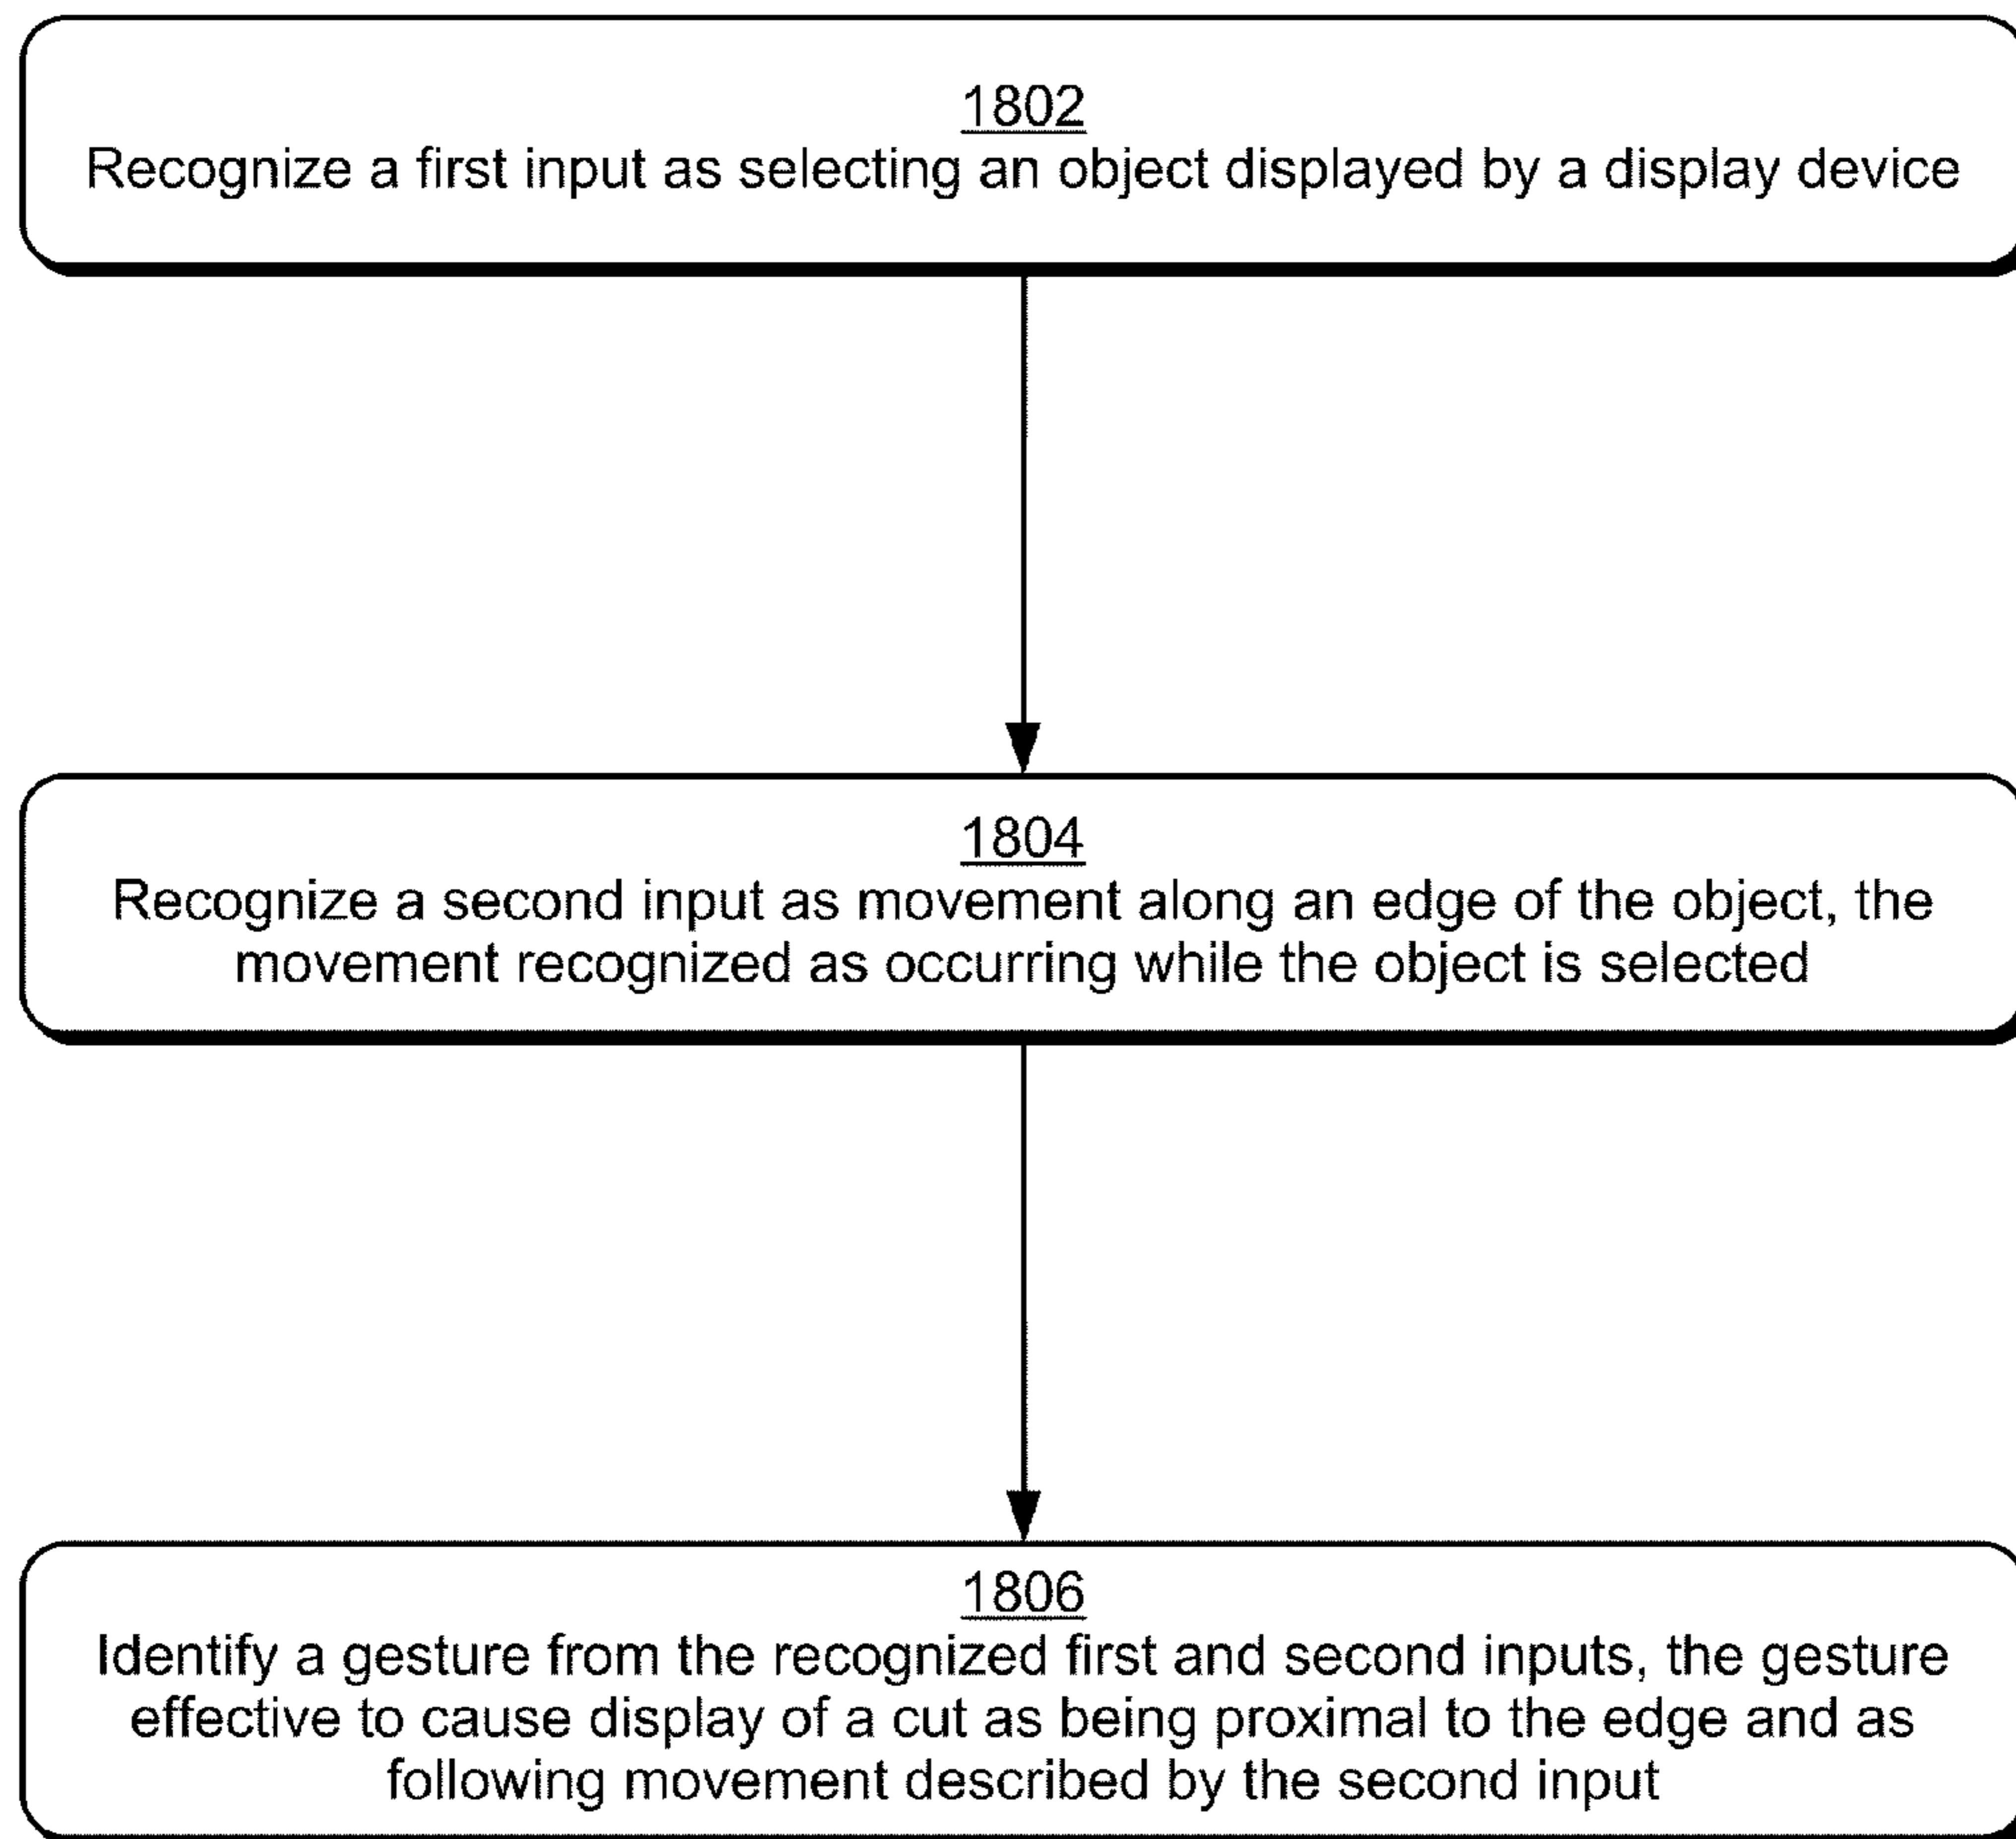 1802
Recognize a first input as selecting an object displayed by a display device
1804
Recognize a second input as movement along an edge of the object, the
movement recognized as occurring while the object is selected
1806
Identify a gesture from the recognized first and second inputs, the gesture
effective to cause display of a cut as being proximal to the edge and as
following movement described by the second input